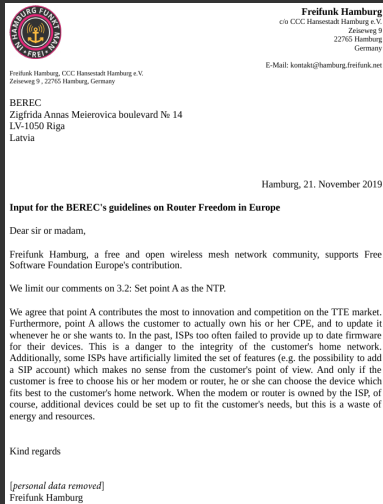 HAMBURG FUNKT MAN
FREI
Freifunk Hamburg
c/o CCC Hansestadt Hamburg e.V.
Zeiseweg 9
22765 Hamburg
Germany
E-Mail: kontakt@hamburg.freifunk.net
Freifunk Hamburg, CCC Hansestadt Hamburg e.V.
Zeiseweg 9 , 22765 Hamburg, Germany
BEREC
Zigfrida Annas Meierovica boulevard № 14
LV-1050 Riga
Latvia
Hamburg, 21. November 2019
Input for the BEREC's guidelines on Router Freedom in Europe
Dear sir or madam,
Freifunk Hamburg, a free and open wireless mesh network community, supports Free
Software Foundation Europe's contribution.
We limit our comments on 3.2: Set point A as the NTP.
We agree that point A contributes the most to innovation and competition on the TTE market.
Furthermore, point A allows the customer to actually own his or her CPE, and to update it
whenever he or she wants to. In the past, ISPs too often failed to provide up to date firmware
for their devices. This is a danger to the integrity of the customer's home network.
Additionally, some ISPs have artificially limited the set of features (e.g. the possibility to add
a SIP account) which makes no sense from the customer's point of view. And only if the
customer is free to choose his or her modem or router, he or she can choose the device which
fits best to the customer's home network. When the modem or router is owned by the ISP, of
course, additional devices could be set up to fit the customer's needs, but this is a waste of
energy and resources.
Kind regards
[personal data removed]
Freifunk Hamburg